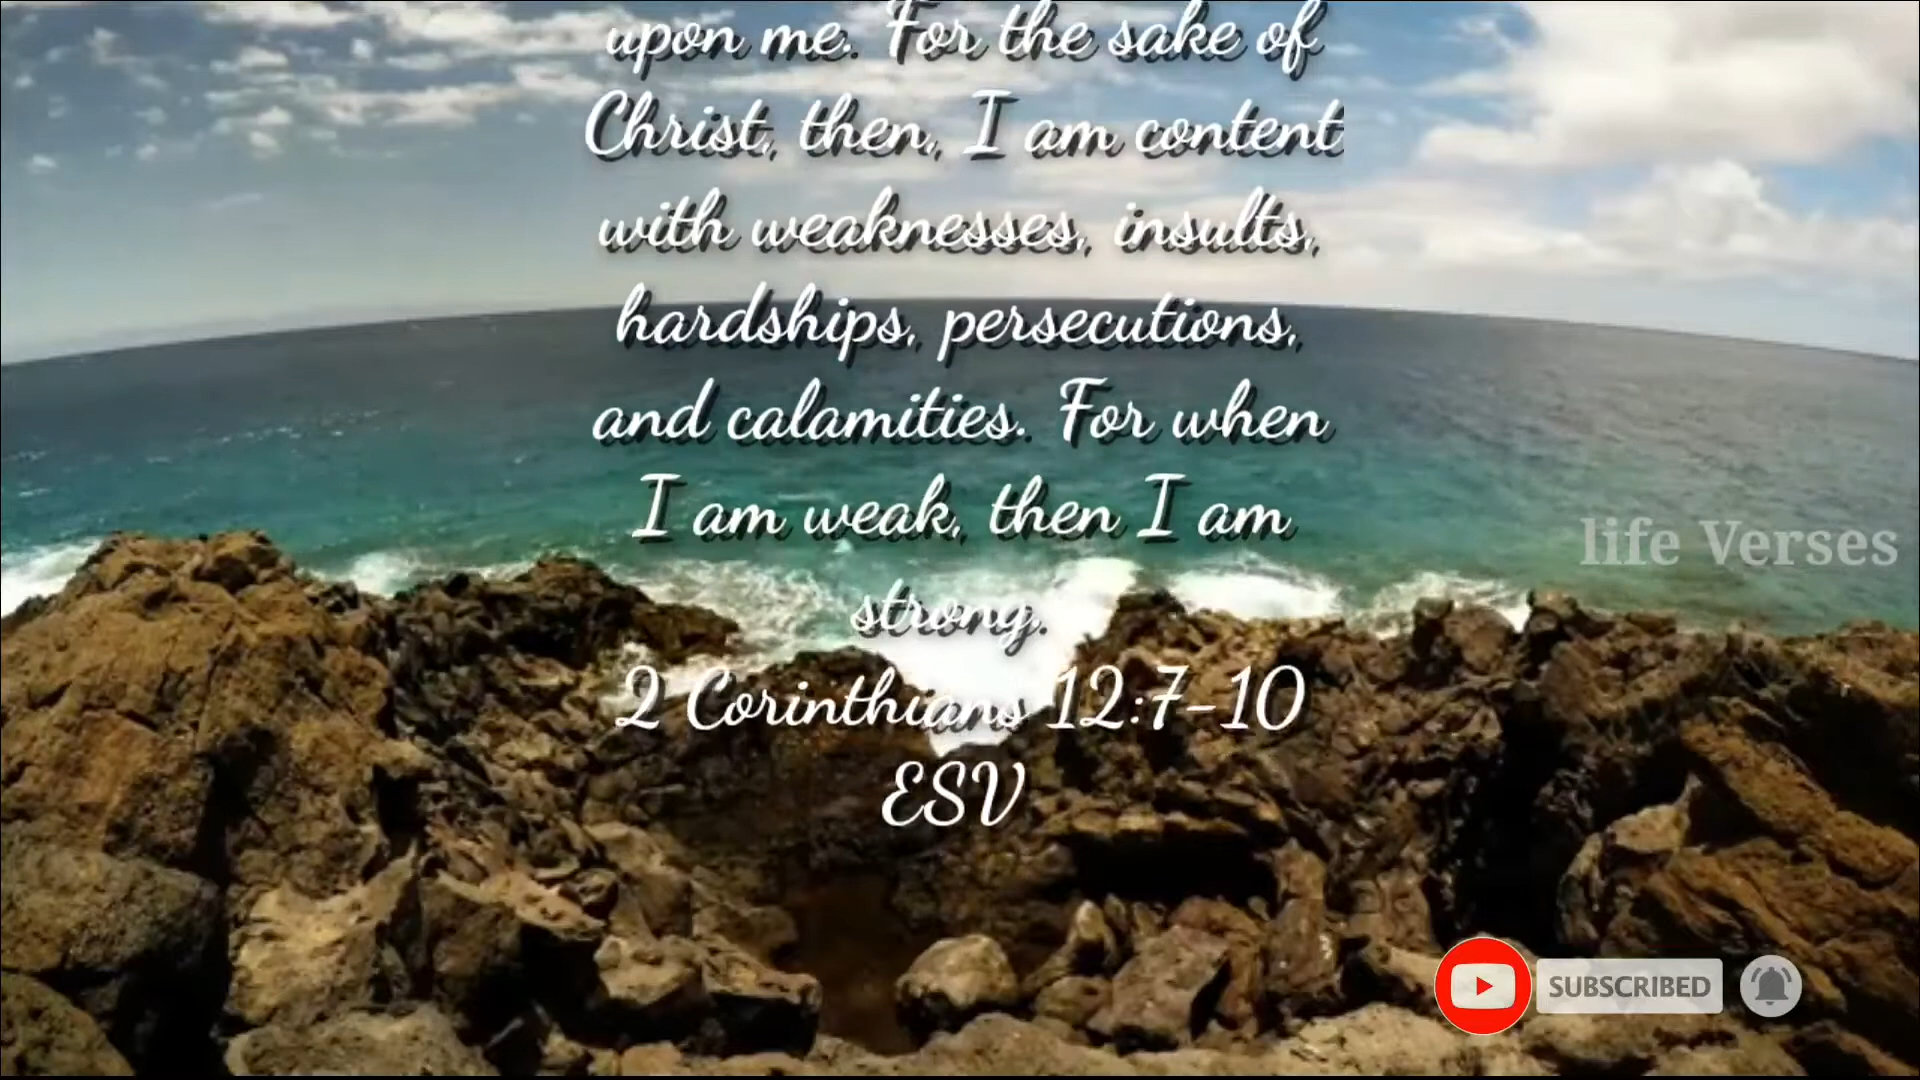 upon me. For the sake of
Christ, then, I am content
with weaknesses, insults,
hardships, persecutions,
and calamities. For when
I am weak, then I am
strong.
2 Corinthians 12:7-10
ESV
life Verses
SUBSCRIBED